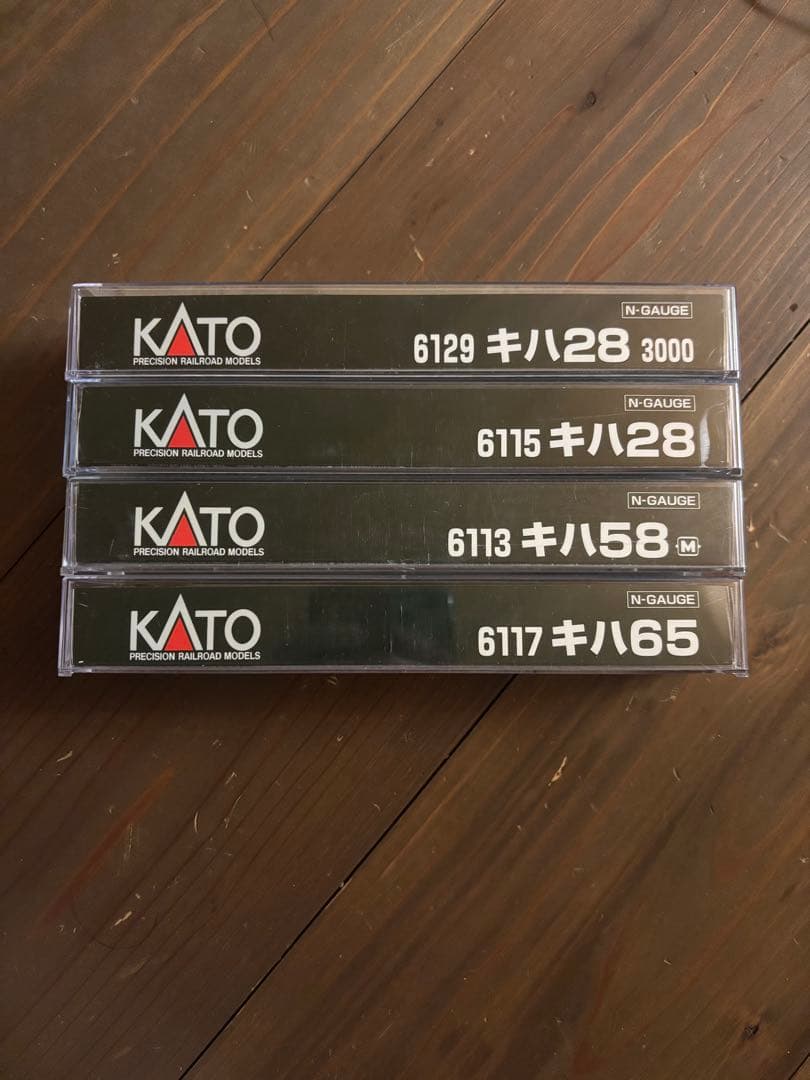 N-GAUGE
KATO 6129 キハ28 3000
PRECISION RAILROAD MODELS
N-GAUGE
KATO 6115 キハ28
PRECISION RAILROAD MODELS
N-GAUGE
KATO 6113 キハ58 M
PRECISION RAILROAD MODELS
N-GAUGE
KATO 6117 キハ65
PRECISION RAILROAD MODELS